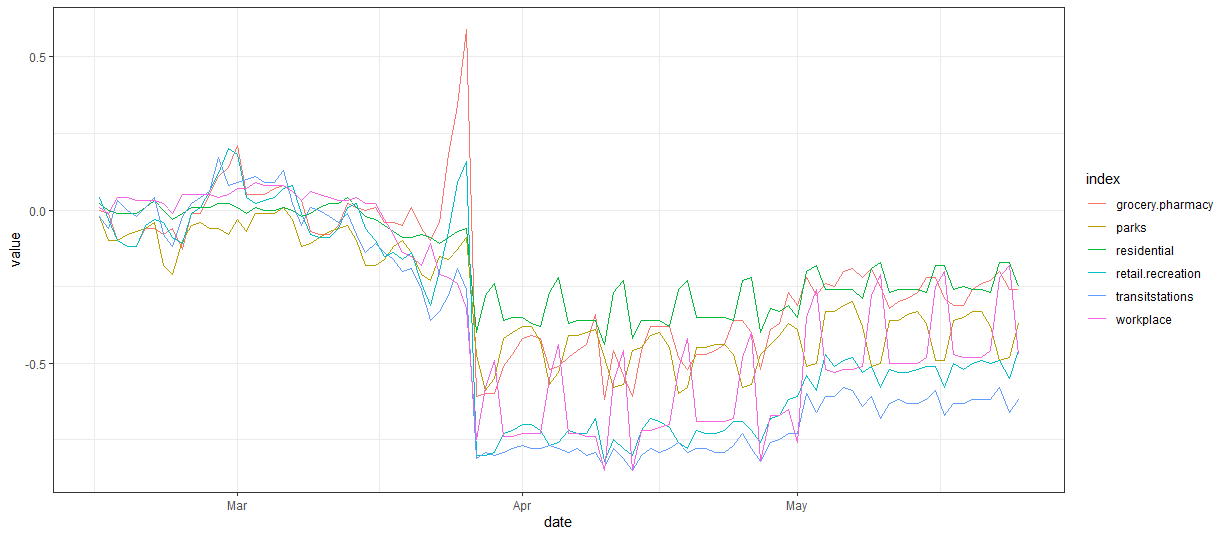 0.5
0.0
-0.5
value
Mar
Apr
May
date
index
grocery.pharmacy
parks
residential
retail.recreation
transitstations
workplace